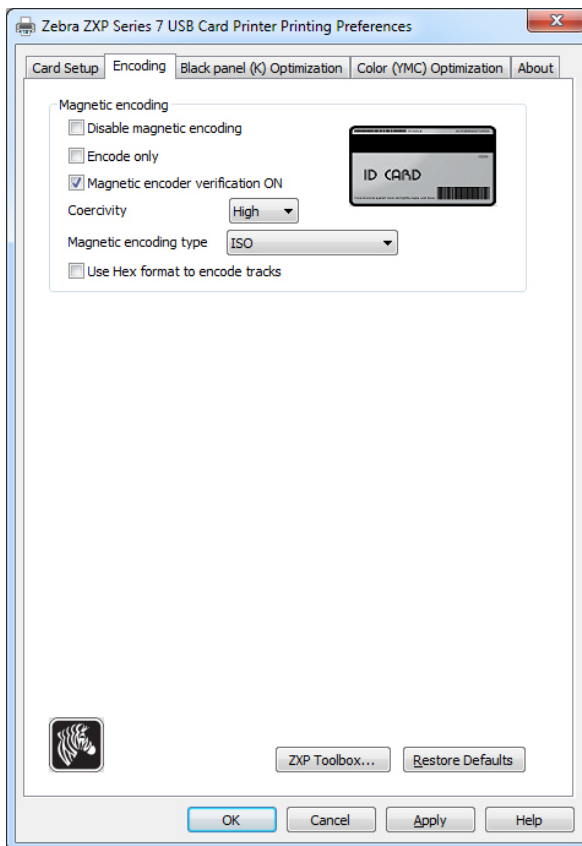 Zebra ZXP Series 7 USB Card Printer Printing Preferences
Card Setup Encoding Black panel (K) Optimization Color (YMC) Optimization About
Magnetic encoding
Disable magnetic encoding
Encode only
Magnetic encoder verification ON
ID CARD
Coercivity High
Magnetic encoding type ISO
Use Hex format to encode tracks
ZXP Toolbox... Restore Defaults
OK Cancel Apply Help